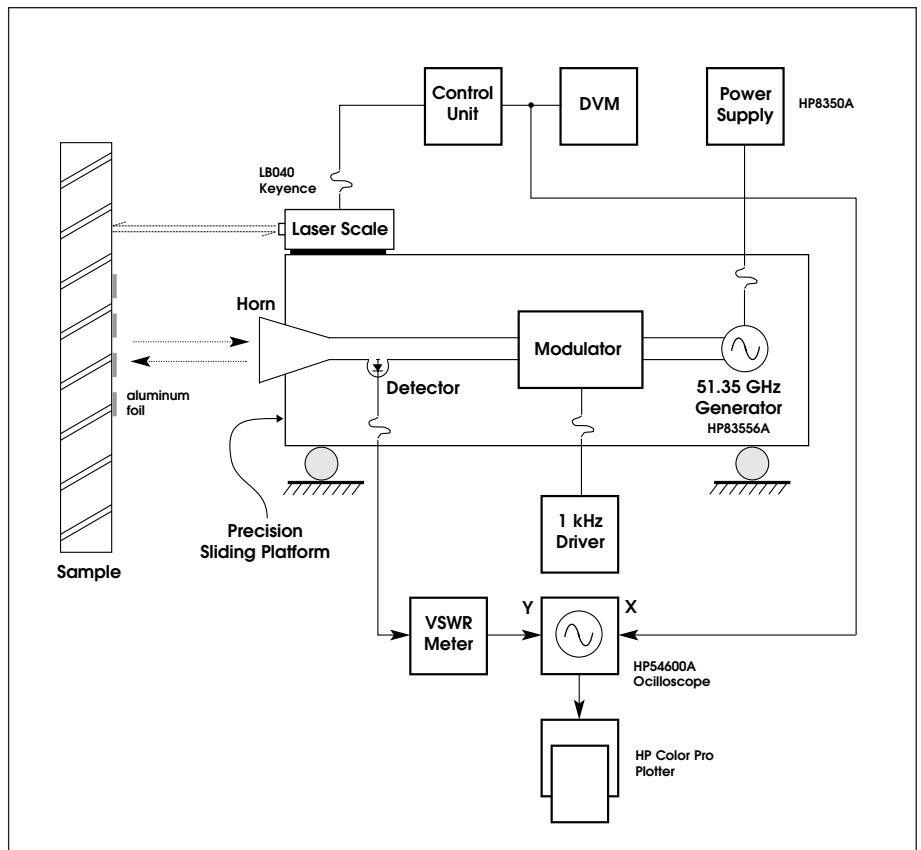 Control
Unit
DVM
Power
Supply
HP8350A
LB040
Keyence
Laser Scale
Horn
Modulator
Detector
aluminum
foil
51.35 GHz
Generator
HP83556A
Precision
Sliding Platform
1 kHz
Driver
Sample
VSWR
Meter
Y
X
HP54600A
Ocilloscope
HP Color Pro
Plotter